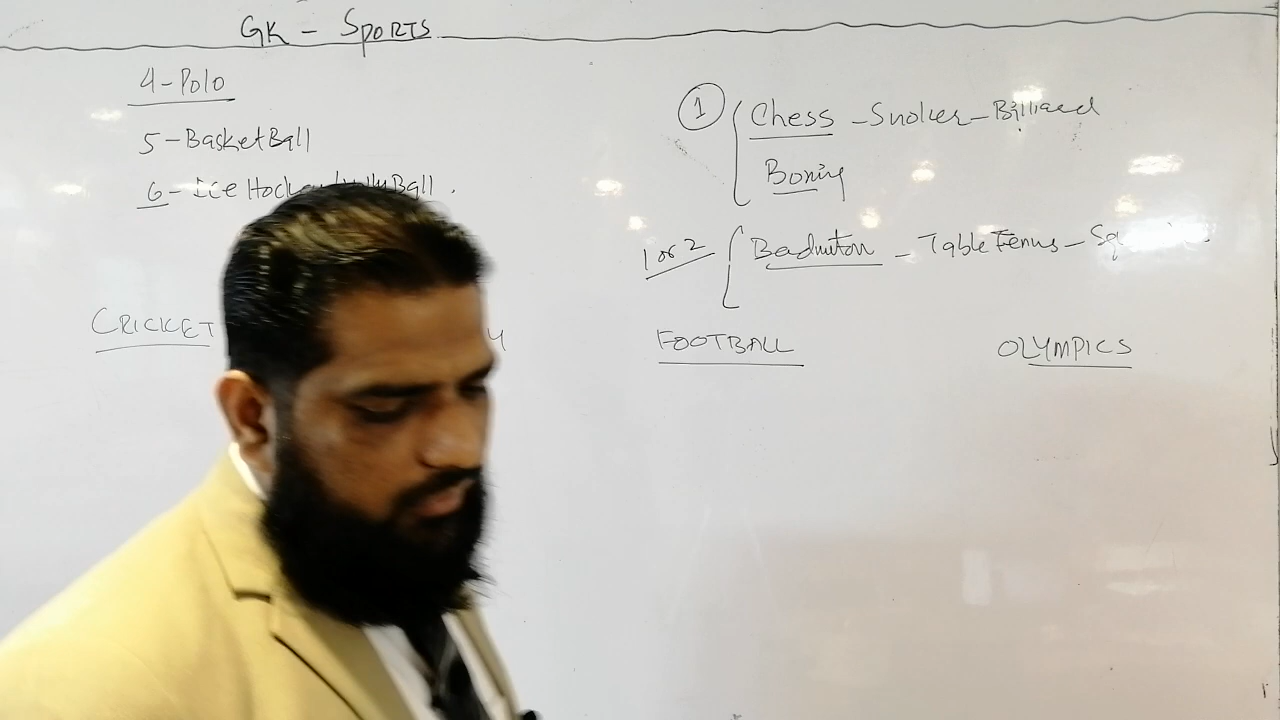 GK - SPORTS
4-Polo
5-BasketBall
6-Ice Hockey
① Chess - Snoker - Billiard
Boxing
1 or 2 Badminton - Table Tennis -
CRICKET
FOOTBALL
OLYMPICS